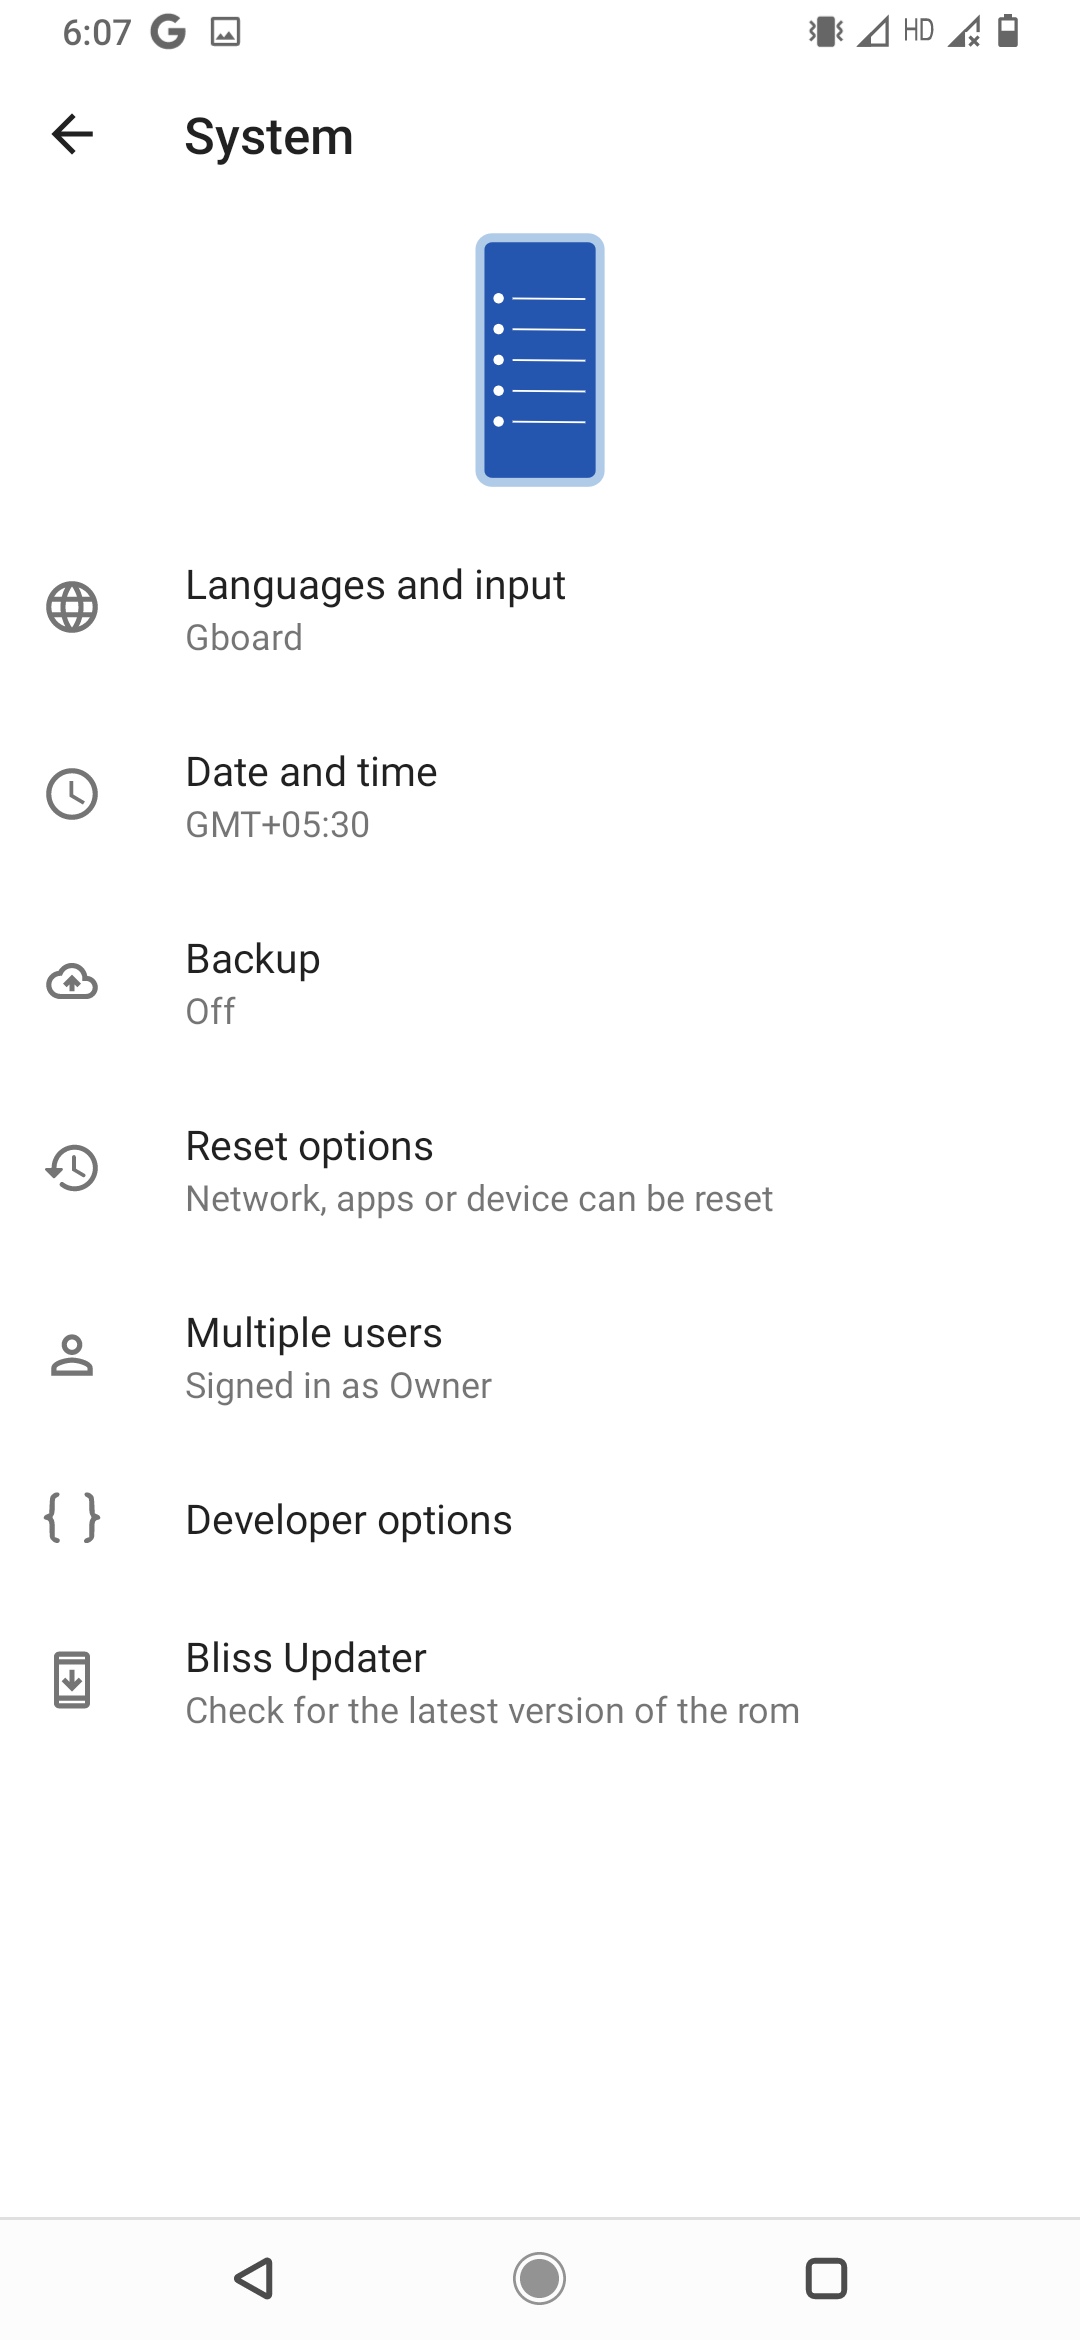 6:07 G HD
System
Languages and input
Gboard
Date and time
GMT+05:30
Backup
Off
Reset options
Network, apps or device can be reset
Multiple users
Signed in as Owner
{ } Developer options
Bliss Updater
Check for the latest version of the rom